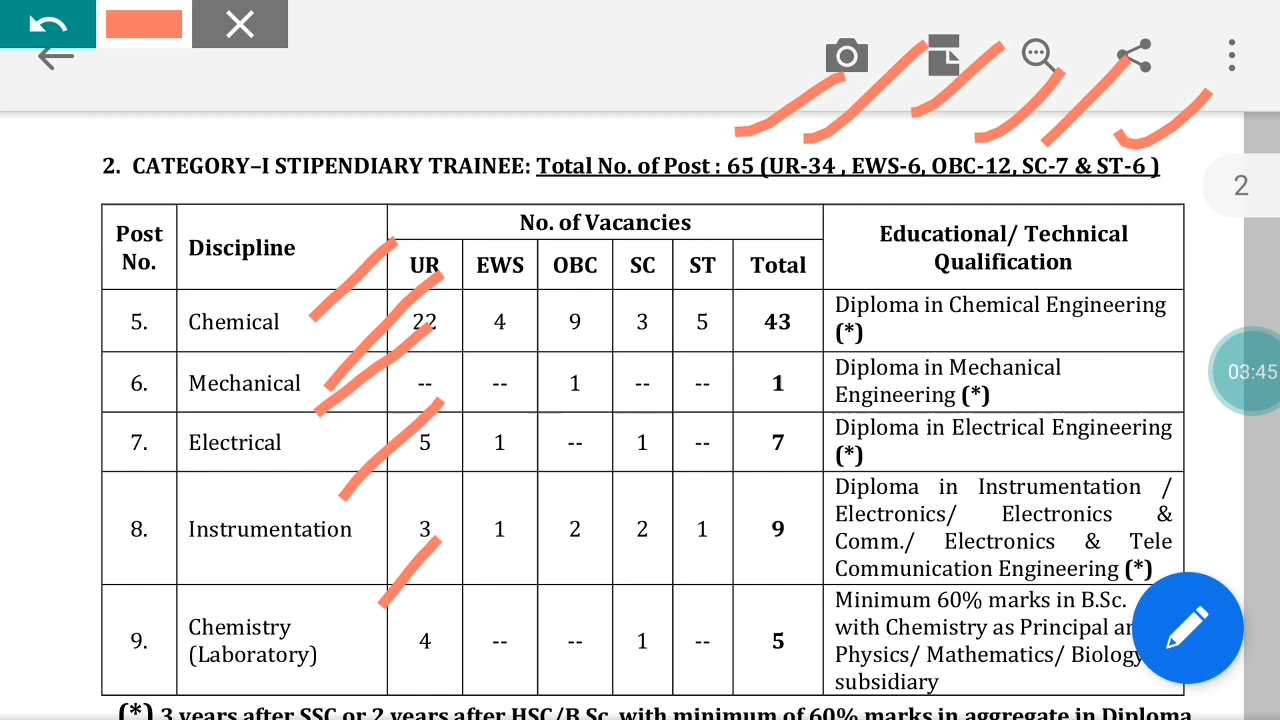 2. CATEGORY–I STIPENDIARY TRAINEE: Total No. of Post : 65 (UR-34 , EWS-6, OBC-12, SC-7 & ST-6 )
2
Post No. Discipline No. of Vacancies Educational/ Technical Qualification
UR EWS OBC SC ST Total
5. Chemical 22 4 9 3 5 43 Diploma in Chemical Engineering
(*)
6. Mechanical -- -- 1 -- -- 1 Diploma in Mechanical
Engineering (*)
03:45
7. Electrical 5 1 -- 1 -- 7 Diploma in Electrical Engineering
(*)
8. Instrumentation 3 1 2 2 1 9 Diploma in Instrumentation /
Electronics/ Electronics &
Comm./ Electronics & Tele
Communication Engineering (*)
9. Chemistry (Laboratory) 4 -- -- 1 -- 5 Minimum 60% marks in B.Sc.
with Chemistry as Principal
Physics/ Mathematics/ Biology
subsidiary
(*) 3 years after SSC or 2 years after HSC/B.Sc. with minimum of 60% marks in aggregate in Diploma